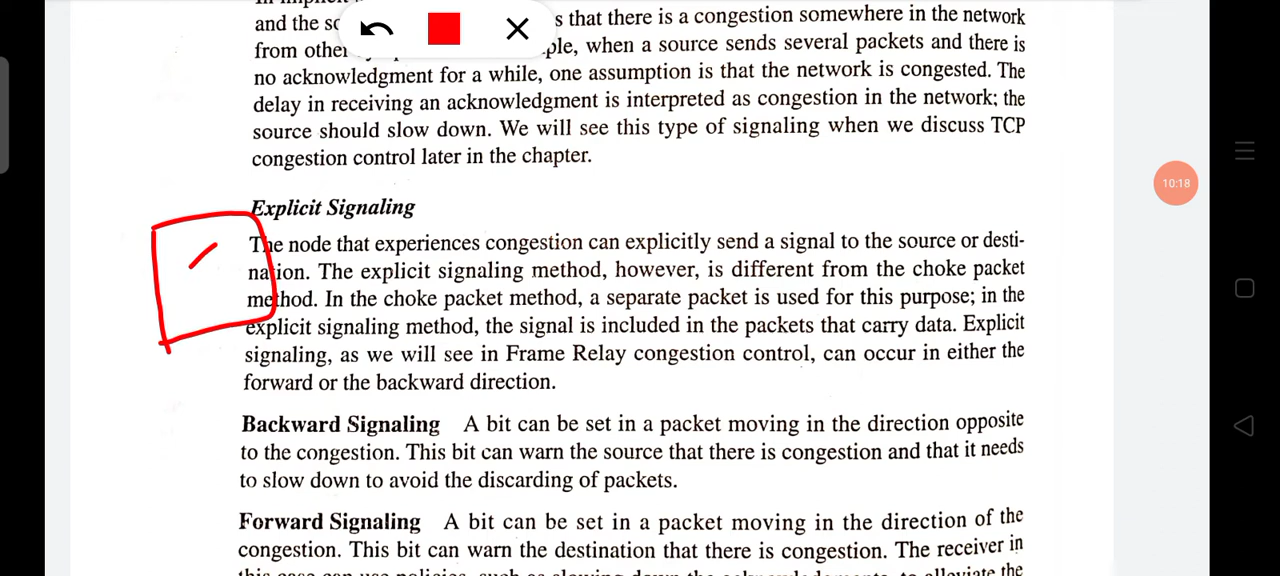 and the sc s that there is a congestion somewhere in the network
from other ple, when a source sends several packets and there is
no acknowledgment for a while, one assumption is that the network is congested. The
delay in receiving an acknowledgment is interpreted as congestion in the network; the
source should slow down. We will see this type of signaling when we discuss TCP
congestion control later in the chapter.
Explicit Signaling
The node that experiences congestion can explicitly send a signal to the source or desti-
nation. The explicit signaling method, however, is different from the choke packet
method. In the choke packet method, a separate packet is used for this purpose; in the
explicit signaling method, the signal is included in the packets that carry data. Explicit
signaling, as we will see in Frame Relay congestion control, can occur in either the
forward or the backward direction.
Backward Signaling A bit can be set in a packet moving in the direction opposite
to the congestion. This bit can warn the source that there is congestion and that it needs
to slow down to avoid the discarding of packets.
Forward Signaling A bit can be set in a packet moving in the direction of the
congestion. This bit can warn the destination that there is congestion. The receiver in
10:18